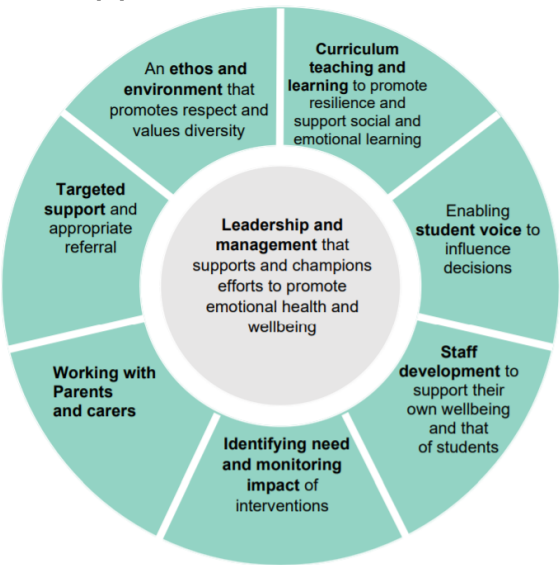 An ethos and
environment that
promotes respect and
values diversity
Curriculum
teaching and
learning to promote
resilience and
support social and
emotional learning
Enabling
student voice to
influence
decisions
Staff
development to
support their
own wellbeing
and that
of students
Identifying need
and monitoring
impact of
interventions
Working with
Parents
and carers
Targeted
support and
appropriate
referral
Leadership and
management that
supports and champions
efforts to promote
emotional health and
wellbeing